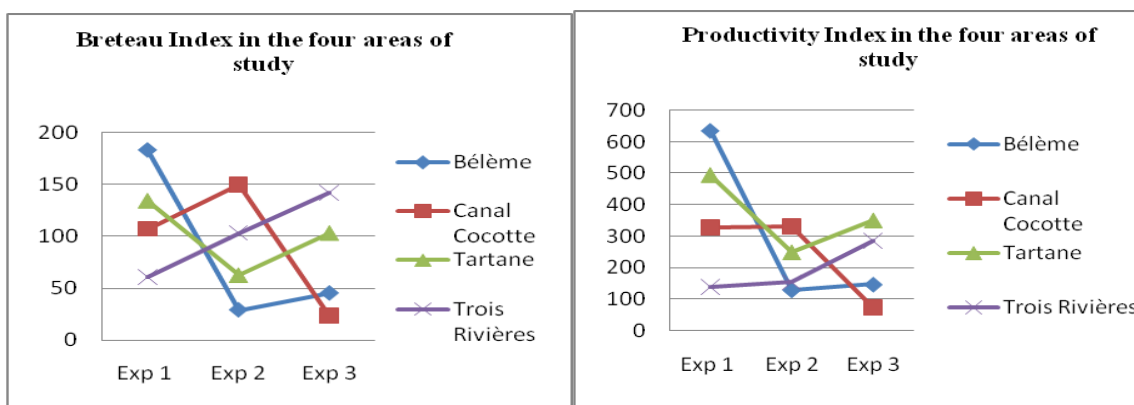 Breteau Index in the four areas of
study
200
150
100
50
0
Exp 1 Exp 2 Exp 3
Bélème
Canal
Cocotte
Tartane
Trois
Rivières
Productivity Index in the four areas of
study
700
600
500
400
300
200
100
0
Exp 1 Exp 2 Exp 3
Bélème
Canal
Cocotte
Tartane
Trois Rivières